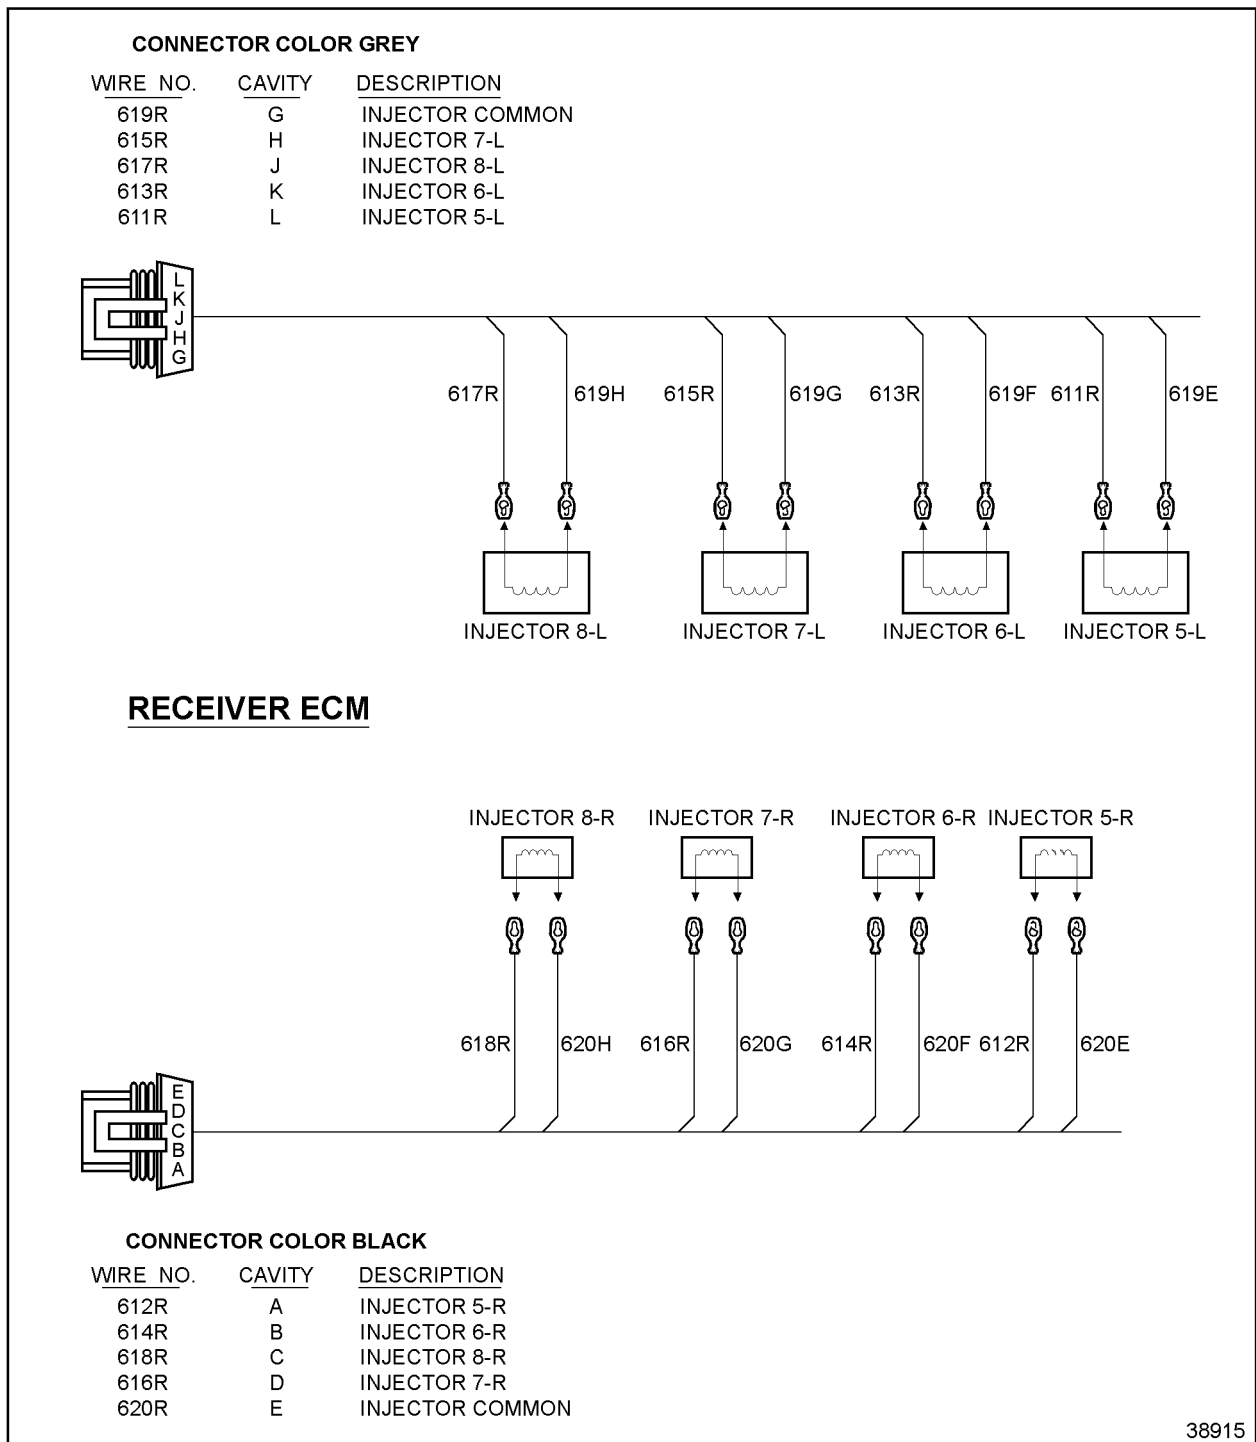 CONNECTOR COLOR GREY
WIRE NO. CAVITY DESCRIPTION
619R G INJECTOR COMMON
615R H INJECTOR 7-L
617R J INJECTOR 8-L
613R K INJECTOR 6-L
611R L INJECTOR 5-L
L
K
J
H
G
617R 619H 615R 619G 613R 619F 611R 619E
INJECTOR 8-L INJECTOR 7-L INJECTOR 6-L INJECTOR 5-L
RECEIVER ECM
INJECTOR 8-R INJECTOR 7-R INJECTOR 6-R INJECTOR 5-R
618R 620H 616R 620G 614R 620F 612R 620E
E
D
C
B
A
CONNECTOR COLOR BLACK
WIRE NO. CAVITY DESCRIPTION
612R A INJECTOR 5-R
614R B INJECTOR 6-R
618R C INJECTOR 8-R
616R D INJECTOR 7-R
620R E INJECTOR COMMON
38915